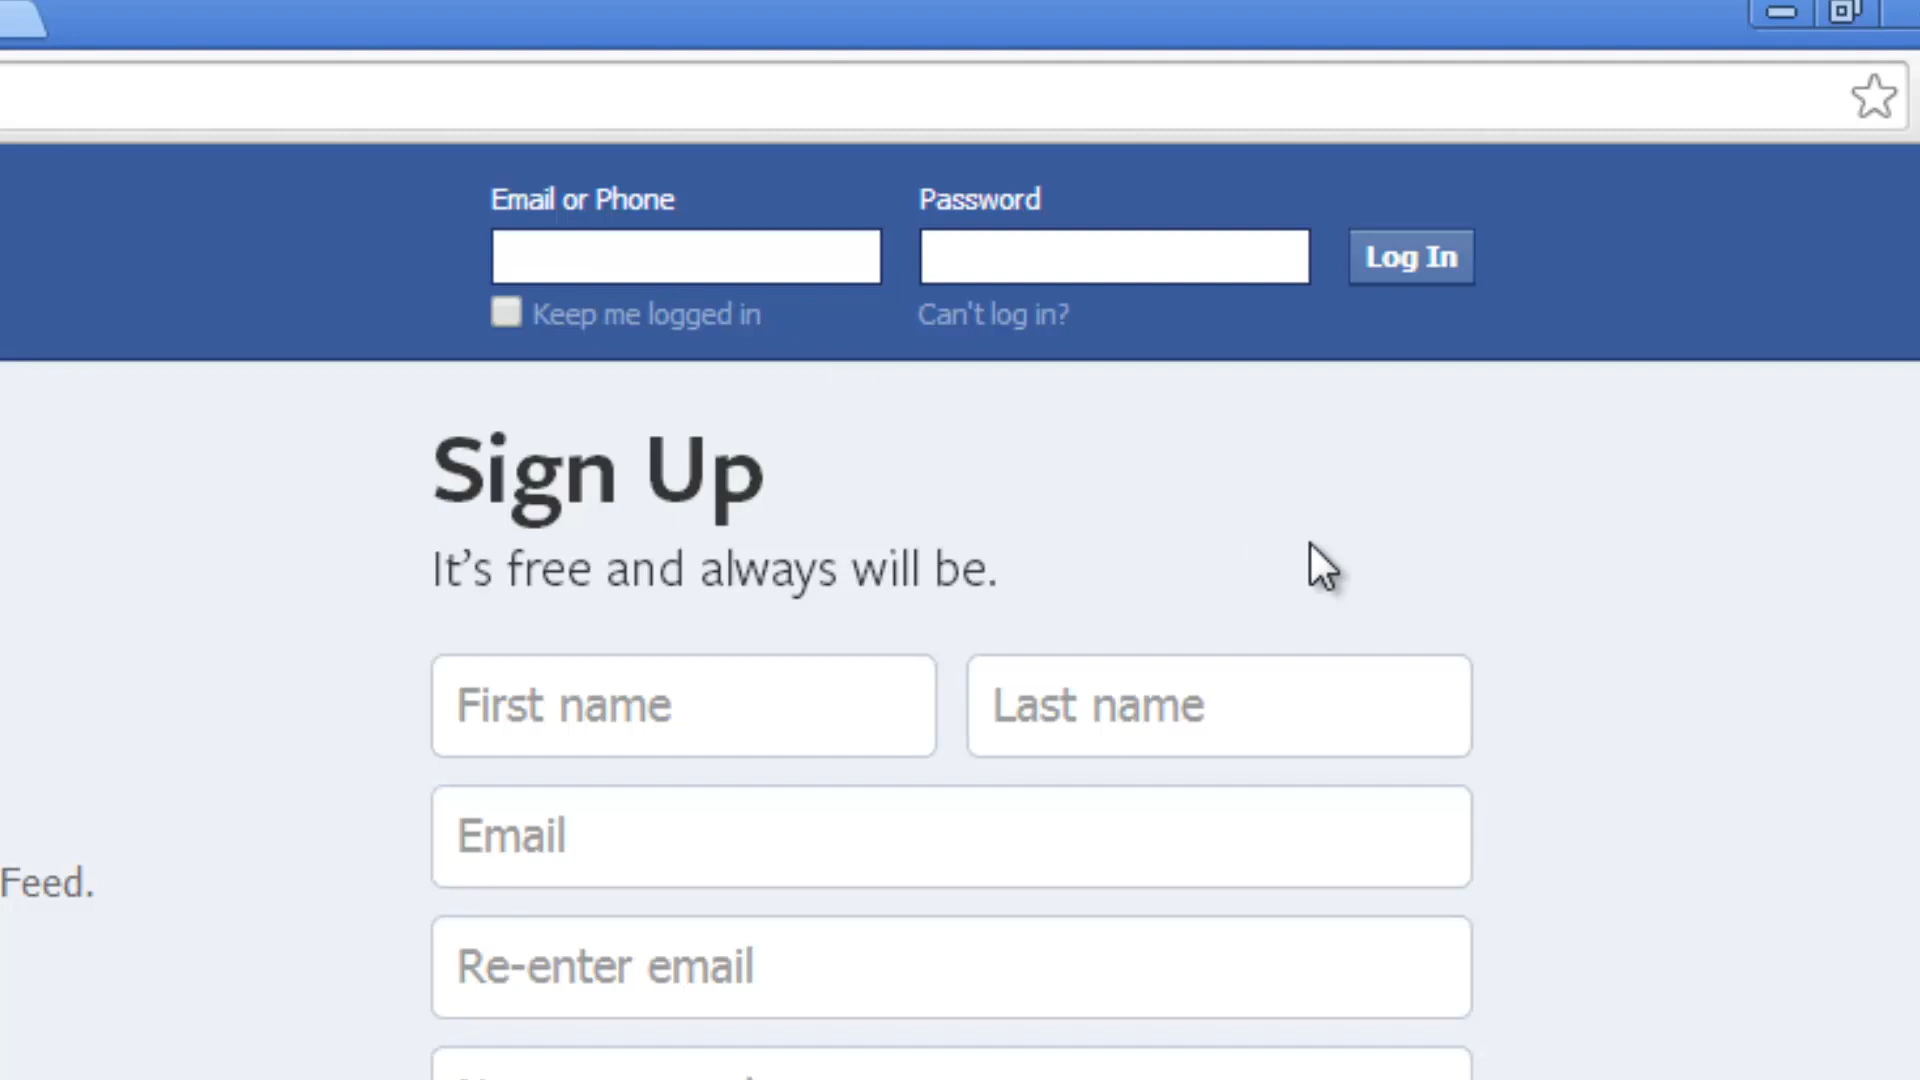 Email or Phone
Password
Log In
Keep me logged in
Can't log in?
Sign Up
It's free and always will be.
First name
Last name
Email
Feed.
Re-enter email